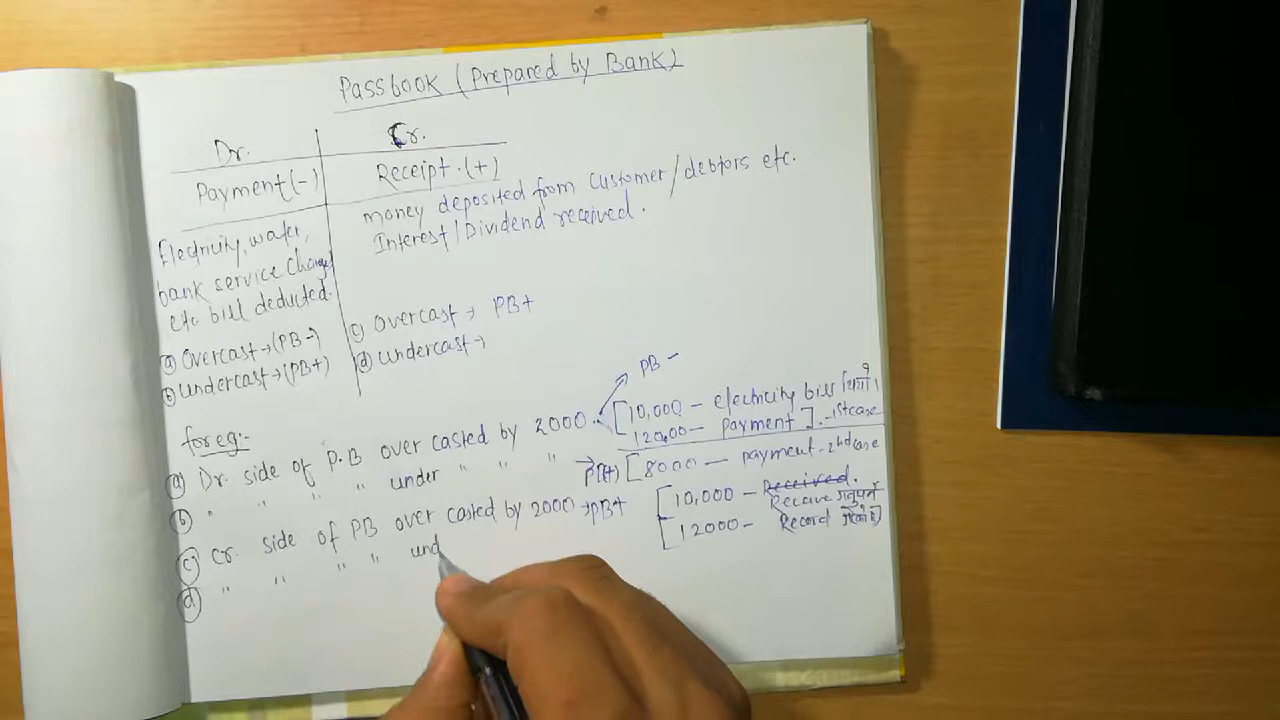 Passbook (Prepared by Bank)
Dr. Cr.
Payment(-) Receipt.(+)
Electricity, water,
bank service charge
etc bill deducted.
money deposited from customer/debtors etc.
Interest/Dividend received.
ⓐ Overcast→(PB-)
ⓑ Undercast→(PB+)
ⓒ Overcast → PB+
ⓓ Undercast→
for eg:-
ⓐ Dr. side of P.B over casted by 2000. PB -
[10,000 - electricity bill
12000 - payment]. -1st case
ⓑ " " " " under " " " → P(+) [8000 - payment-2nd case
ⓒ Cr. side of PB over casted by 2000 →PB+
[10,000 - Received.
Receive
[12000- Record
ⓓ " " " " und